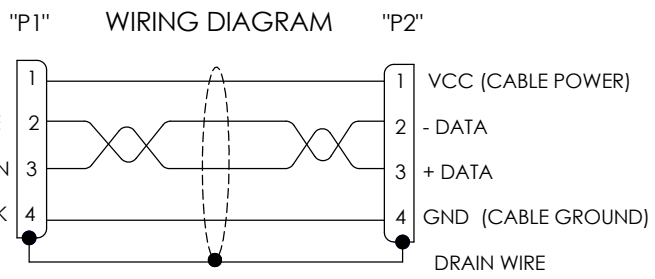 "P1" WIRING DIAGRAM "P2"
1 1 VCC (CABLE POWER)
2 2 - DATA
3 3 + DATA
4 4 GND (CABLE GROUND)
DRAIN WIRE